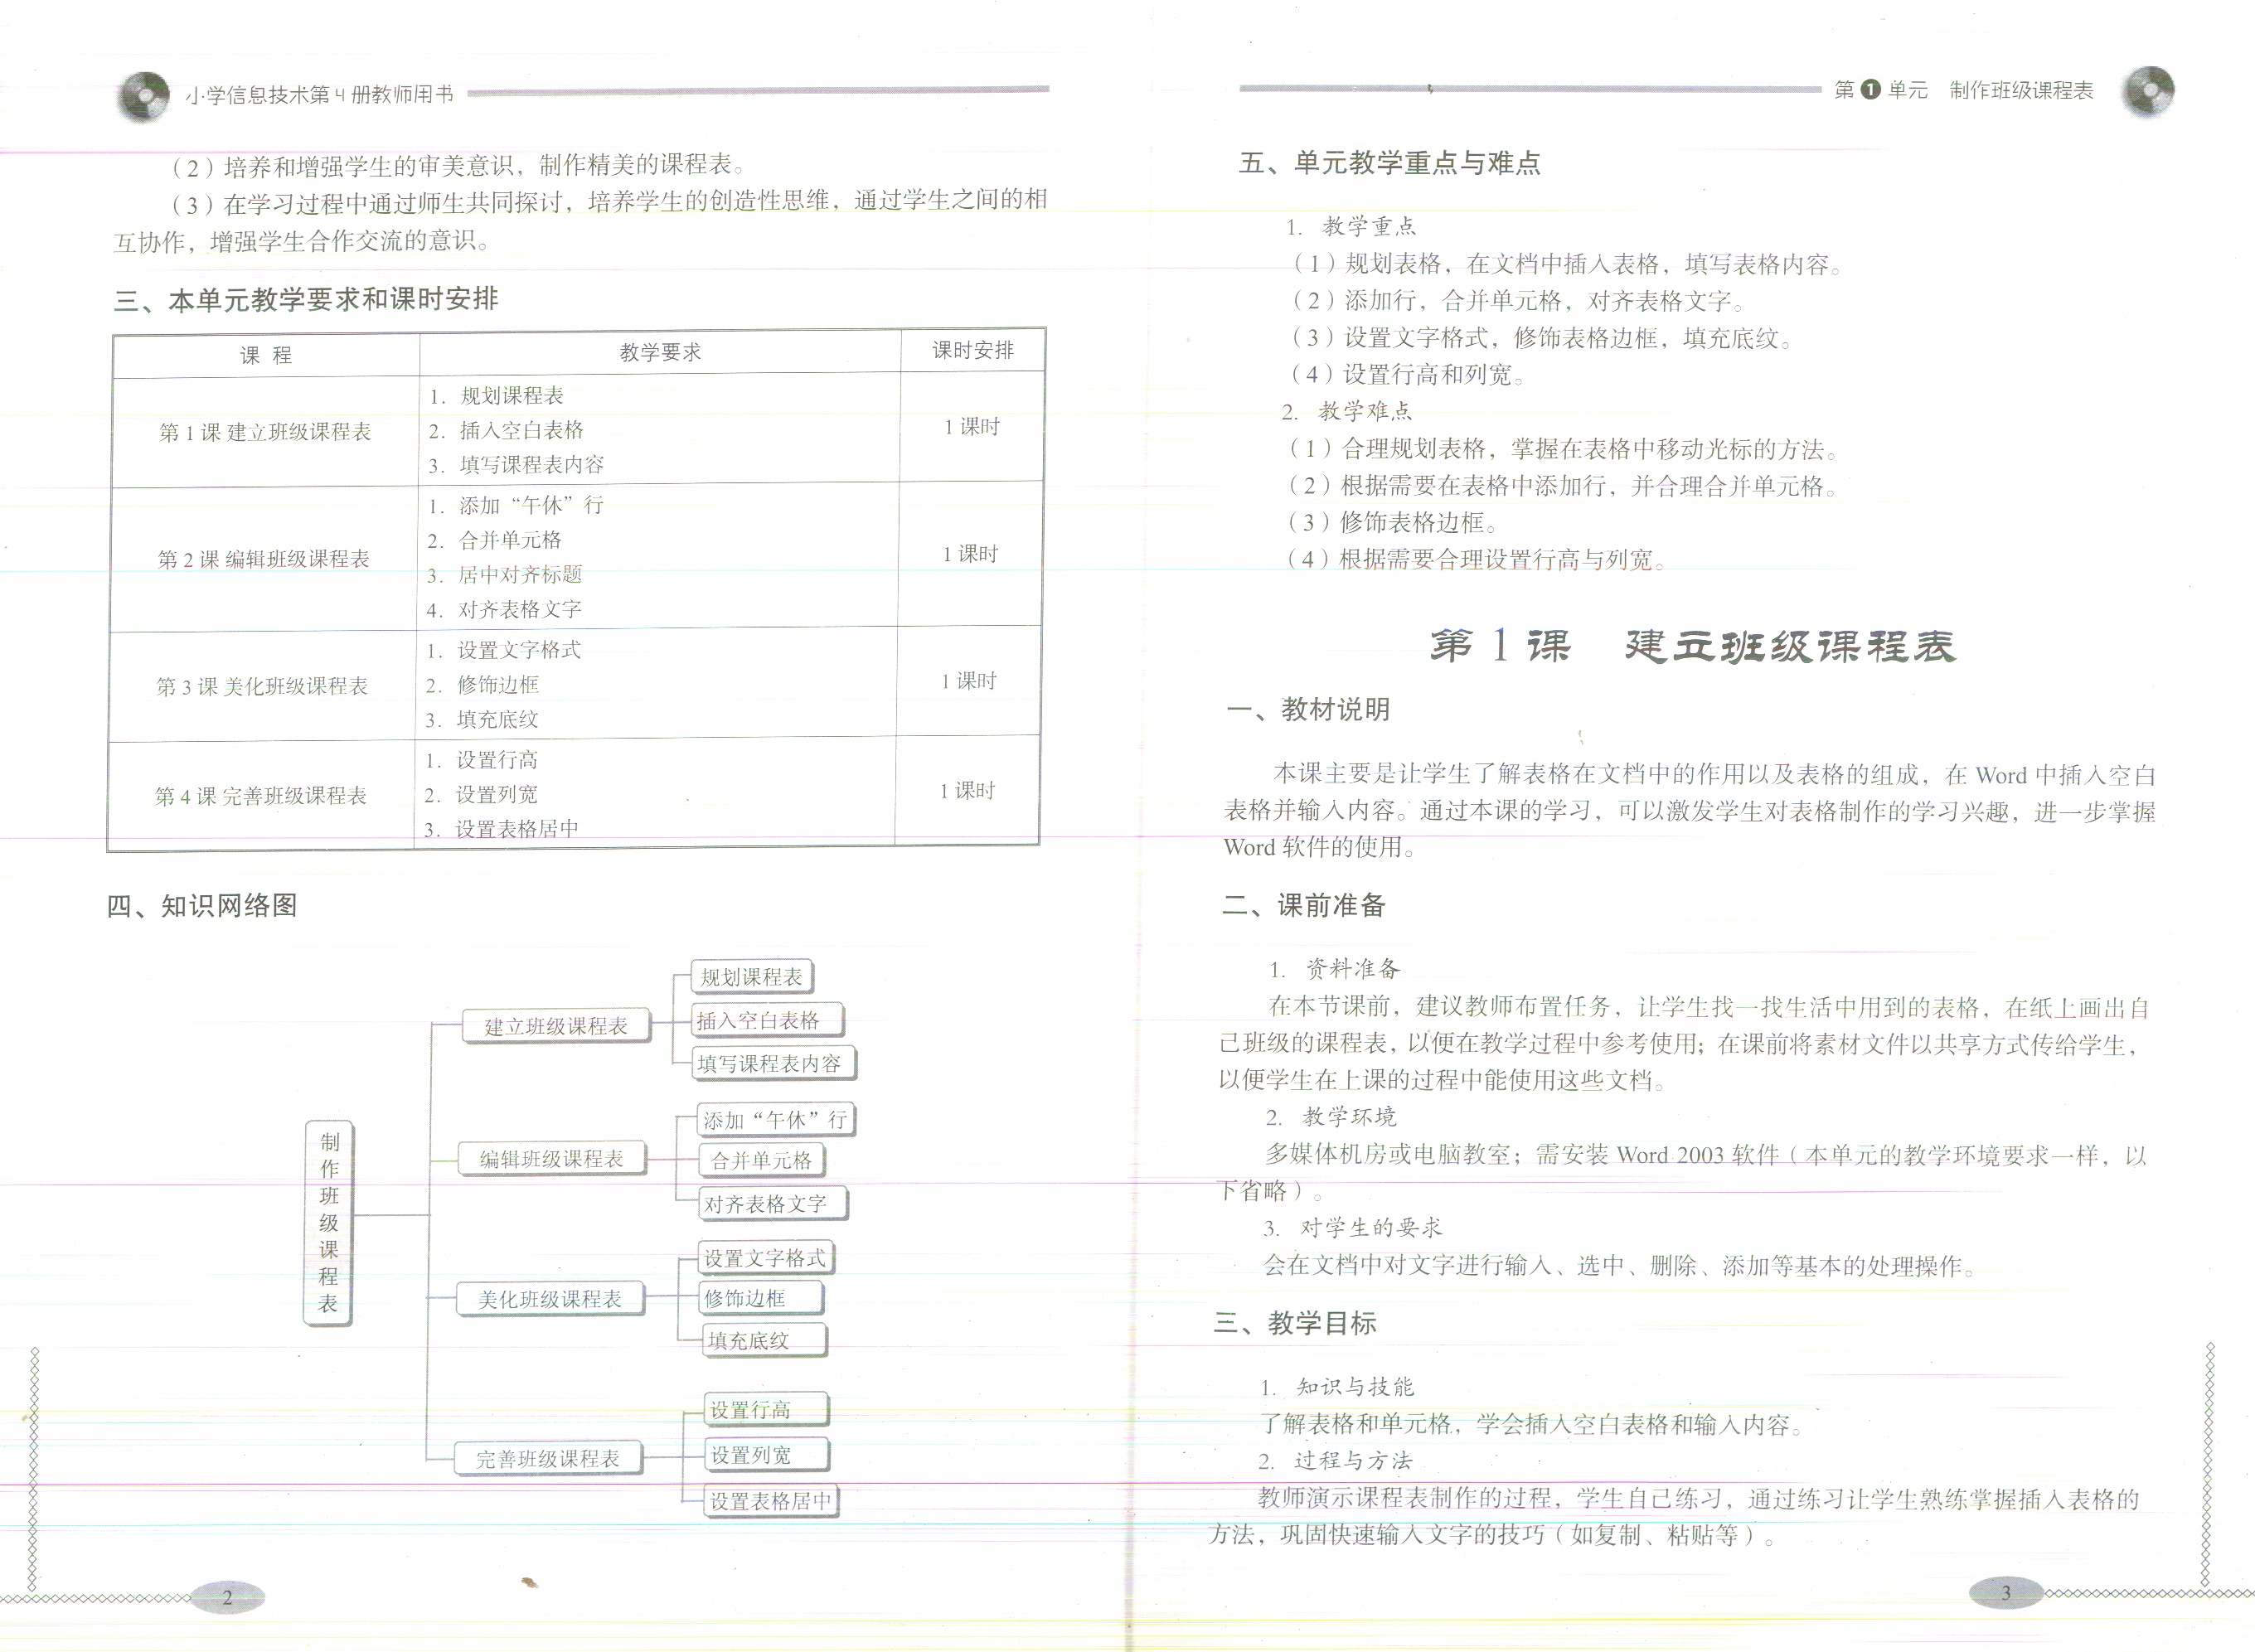 小学信息技术第4册教师用书
（2）培养和增强学生的审美意识，制作精美的课程表。
（3）在学习过程中通过师生共同探讨，培养学生的创造性思维，通过学生之间的相
互协作，增强学生合作交流的意识。
三、本单元教学要求和课时安排
课 程 教学要求 课时安排
第 1 课 建立班级课程表
1. 规划课程表
2. 插入空白表格
3. 填写课程表内容
1 课时
第 2 课 编辑班级课程表
1. 添加“午休”行
2. 合并单元格
3. 居中对齐标题
4. 对齐表格文字
1 课时
第 3 课 美化班级课程表
1. 设置文字格式
2. 修饰边框
3. 填充底纹
1 课时
第 4 课 完善班级课程表
1. 设置行高
2. 设置列宽
3. 设置表格居中
1 课时
四、知识网络图
制作班级课程表
建立班级课程表
规划课程表
插入空白表格
填写课程表内容
编辑班级课程表
添加“午休”行
合并单元格
对齐表格文字
美化班级课程表
设置文字格式
修饰边框
填充底纹
完善班级课程表
设置行高
设置列宽
设置表格居中
2
第1单元 制作班级课程表
五、单元教学重点与难点
1. 教学重点
（1）规划表格，在文档中插入表格，填写表格内容。
（2）添加行，合并单元格，对齐表格文字。
（3）设置文字格式，修饰表格边框，填充底纹。
（4）设置行高和列宽。
2. 教学难点
（1）合理规划表格，掌握在表格中移动光标的方法。
（2）根据需要在表格中添加行，并合理合并单元格。
（3）修饰表格边框。
（4）根据需要合理设置行高与列宽。
第 1 课 建立班级课程表
一、教材说明
本课主要是让学生了解表格在文档中的作用以及表格的组成，在 Word 中插入空白
表格并输入内容。通过本课的学习，可以激发学生对表格制作的学习兴趣，进一步掌握
Word 软件的使用。
二、课前准备
1. 资料准备
在本节课前，建议教师布置任务，让学生找一找生活中用到的表格，在纸上画出自
己班级的课程表，以便在教学过程中参考使用；在课前将素材文件以共享方式传给学生，
以便学生在上课的过程中能使用这些文档。
2. 教学环境
多媒体机房或电脑教室；需安装 Word 2003 软件（本单元的教学环境要求一样，以
下省略）。
3. 对学生的要求
会在文档中对文字进行输入、选中、删除、添加等基本的处理操作。
三、教学目标
1. 知识与技能
了解表格和单元格，学会插入空白表格和输入内容。
2. 过程与方法
教师演示课程表制作的过程，学生自己练习，通过练习让学生熟练掌握插入表格的
方法，巩固快速输入文字的技巧（如复制、粘贴等）。
3